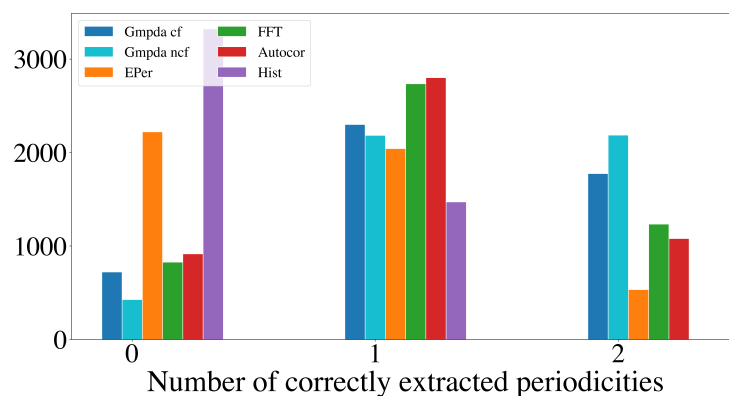 Gmpda cf FFT
Gmpda ncf Autocor
EPer Hist
3000
2000
1000
0
0 1 2
Number of correctly extracted periodicities